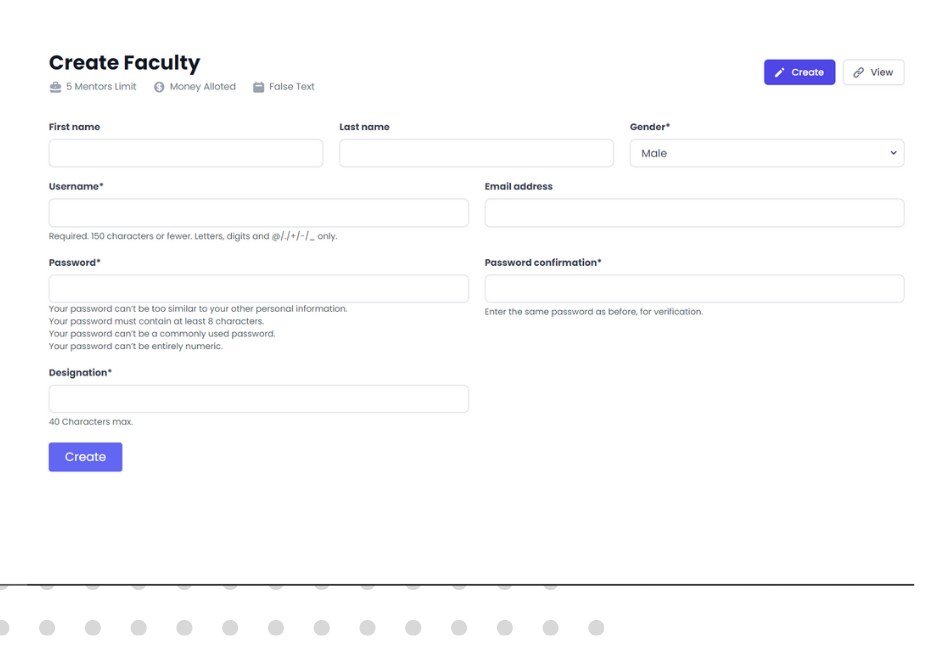 Create Faculty
5 Mentors Limit Money Alloted False Text
Create View
First name Last name Gender*
Male
Username* Email address
Required. 150 characters or fewer. Letters, digits and @/./+/-/_ only.
Password* Password confirmation*
Your password can't be too similar to your other personal information.
Enter the same password as before, for verification.
Your password must contain at least 8 characters.
Your password can't be a commonly used password.
Your password can't be entirely numeric.
Designation*
40 Characters max.
Create